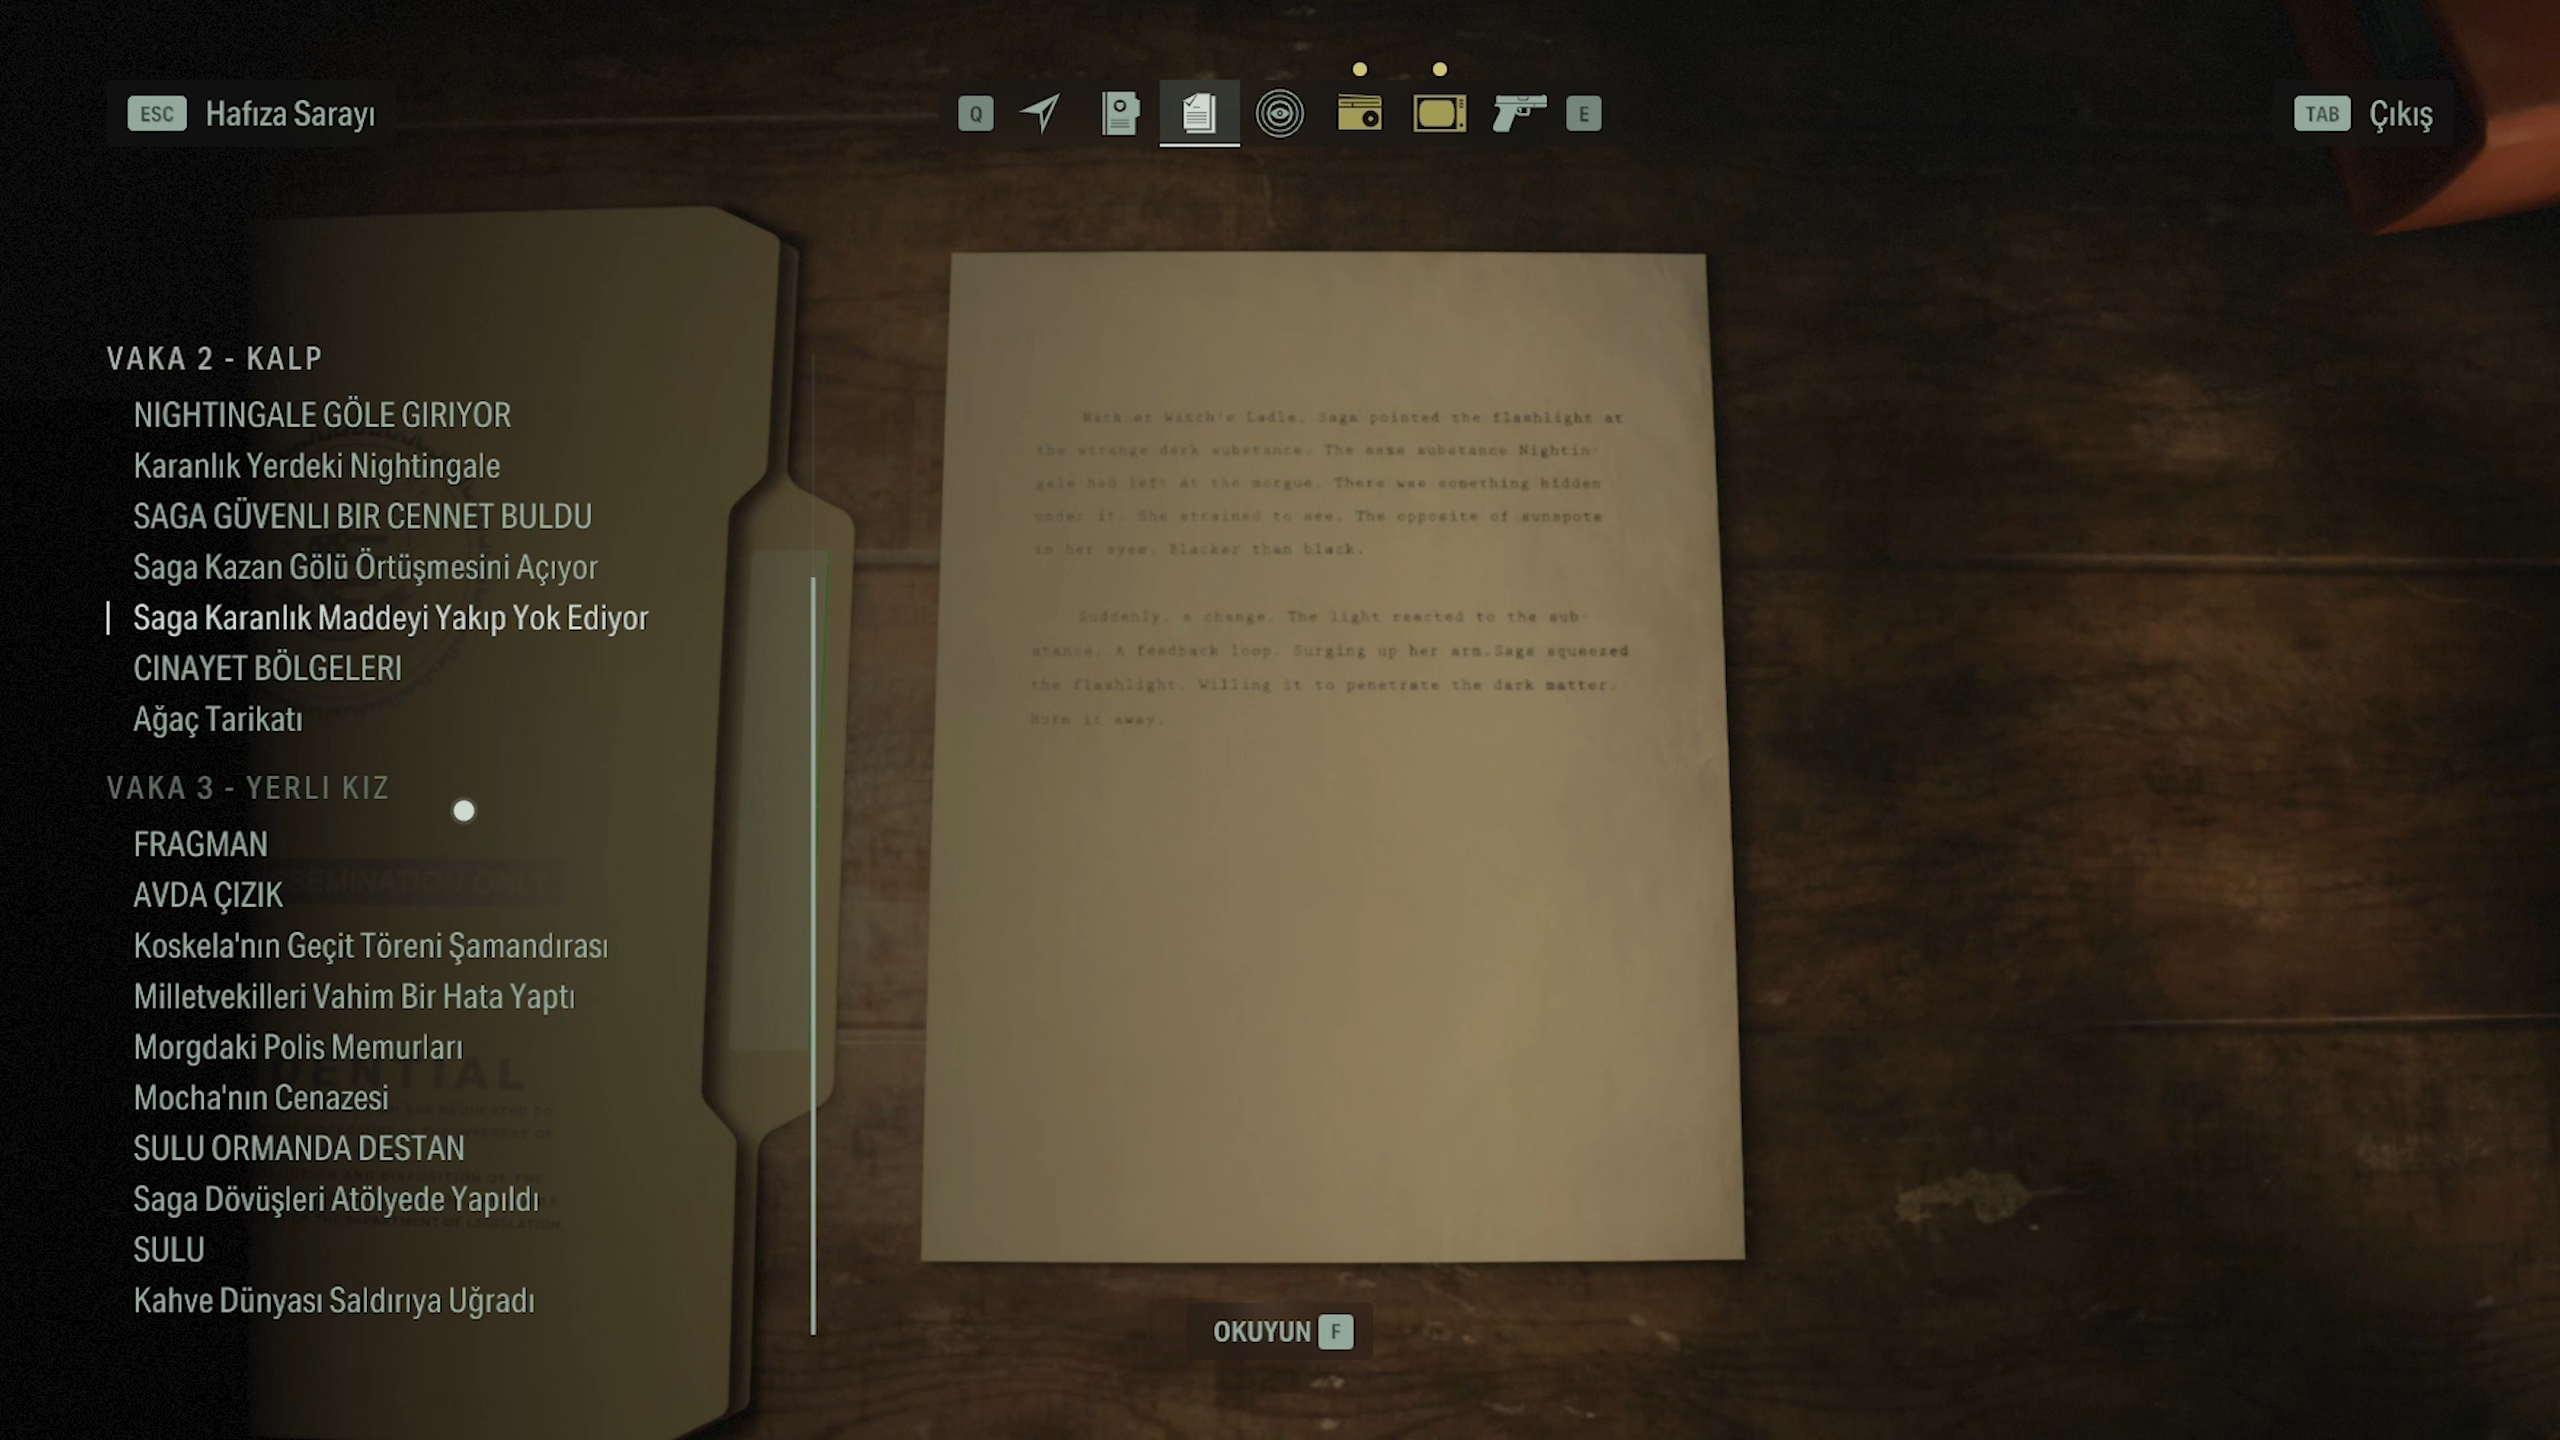 ESC Hafıza Sarayı
Q
E
TAB Çıkış
VAKA 2 - KALP
NIGHTINGALE GÖLE GIRIYOR
Karanlık Yerdeki Nightingale
SAGA GÜVENLI BIR CENNET BULDU
Saga Kazan Gölü Örtüşmesini Açıyor
Saga Karanlık Maddeyi Yakıp Yok Ediyor
CINAYET BÖLGELERI
Ağaç Tarikatı
VAKA 3 - YERLI KIZ
FRAGMAN
AVDA ÇIZIK
Koskela'nın Geçit Töreni Şamandırası
Milletvekilleri Vahim Bir Hata Yaptı
Morgdaki Polis Memurları
Mocha'nın Cenazesi
SULU ORMANDA DESTAN
Saga Dövüşleri Atölyede Yapıldı
SULU
Kahve Dünyası Saldırıya Uğradı
SEMINATION ONLY
DENTIAL
at Witch's Ladle. Saga pointed the flashlight at
the strange dark substance. The same substance Nightin-
gale had left at the morgue. There was something hidden
under it. She strained to see. The opposite of sunspots
in her eyes. Blacker than black.
Suddenly, a change. The light reacted to the sub-
stance. A feedback loop. Surging up her arm.Saga squeezed
the flashlight. Willing it to penetrate the dark matter.
Burn it away.
OKUYUN F